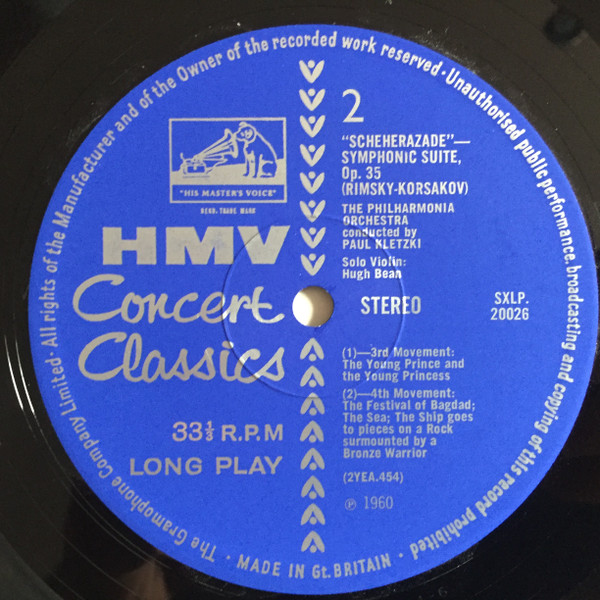 The Gramophone Company Limited · All rights of the Manufacturer and of the Owner of the recorded work reserved · Unauthorised public performance, broadcasting and copying of this record prohibited
· MADE IN Gt. BRITAIN ·
"HIS MASTER'S VOICE"
REGD. TRADE MARK
HMV
Concert
Classics
33⅓ R.P.M
LONG PLAY
2
"SCHEHERAZADE"—
SYMPHONIC SUITE,
Op. 35
(RIMSKY-KORSAKOV)
THE PHILHARMONIA
ORCHESTRA
conducted by
PAUL KLETZKI
Solo Violin:
Hugh Bean
STEREO
SXLP.
20026
(1)—3rd Movement:
The Young Prince and
the Young Princess
(2)—4th Movement:
The Festival of Bagdad;
The Sea; The Ship goes
to pieces on a Rock
surmounted by a
Bronze Warrior
(2YEA.454)
℗ 1960